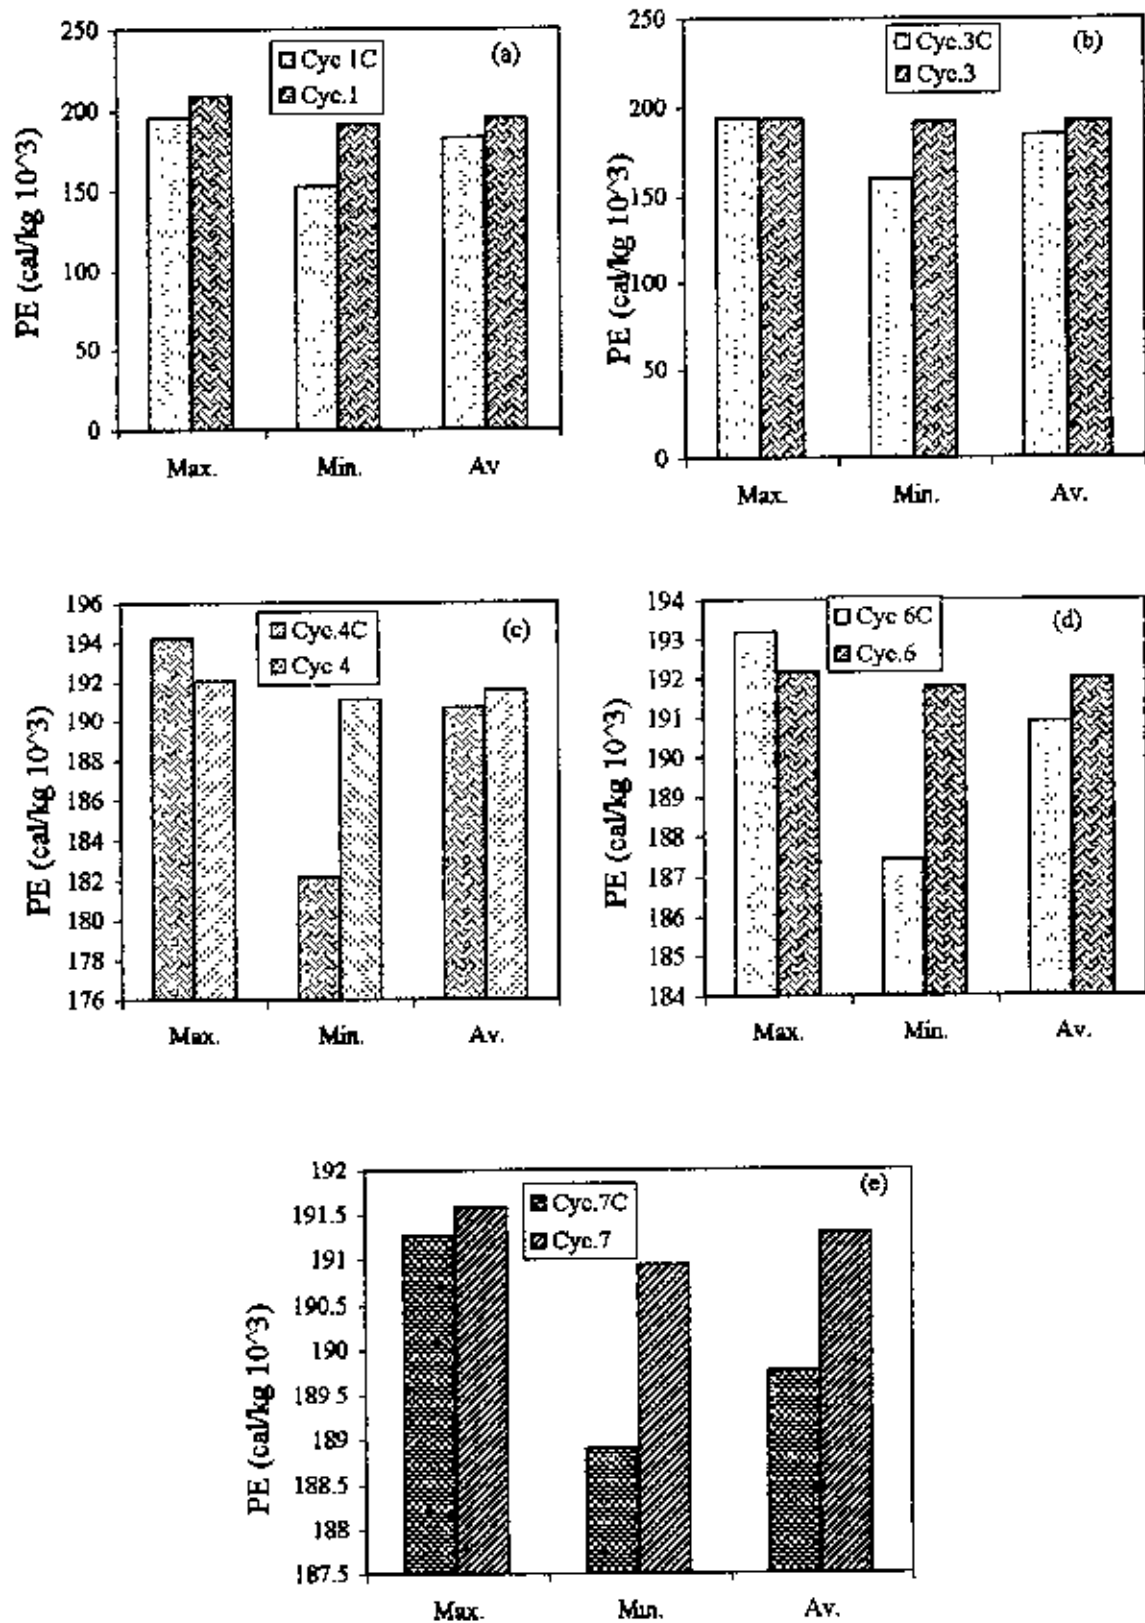 (a)
Cyc 1C
Cyc.1
PE (cal/kg 10^3)
250
200
150
100
50
0
Max.
Min.
Av
(b)
Cyc.3C
Cyc.3
PE (cal/kg 10^3)
250
200
150
100
50
0
Max.
Min.
Av.
(c)
Cyc.4C
Cyc 4
PE (cal/kg 10^3)
196
194
192
190
188
186
184
182
180
178
176
Max.
Min.
Av.
(d)
Cyc 6C
Cyc.6
PE (cal/kg 10^3)
194
193
192
191
190
189
188
187
186
185
184
Max.
Min.
Av.
(e)
Cyc.7C
Cyc.7
PE (cal/kg 10^3)
192
191.5
191
190.5
190
189.5
189
188.5
188
187.5
Max.
Min.
Av.